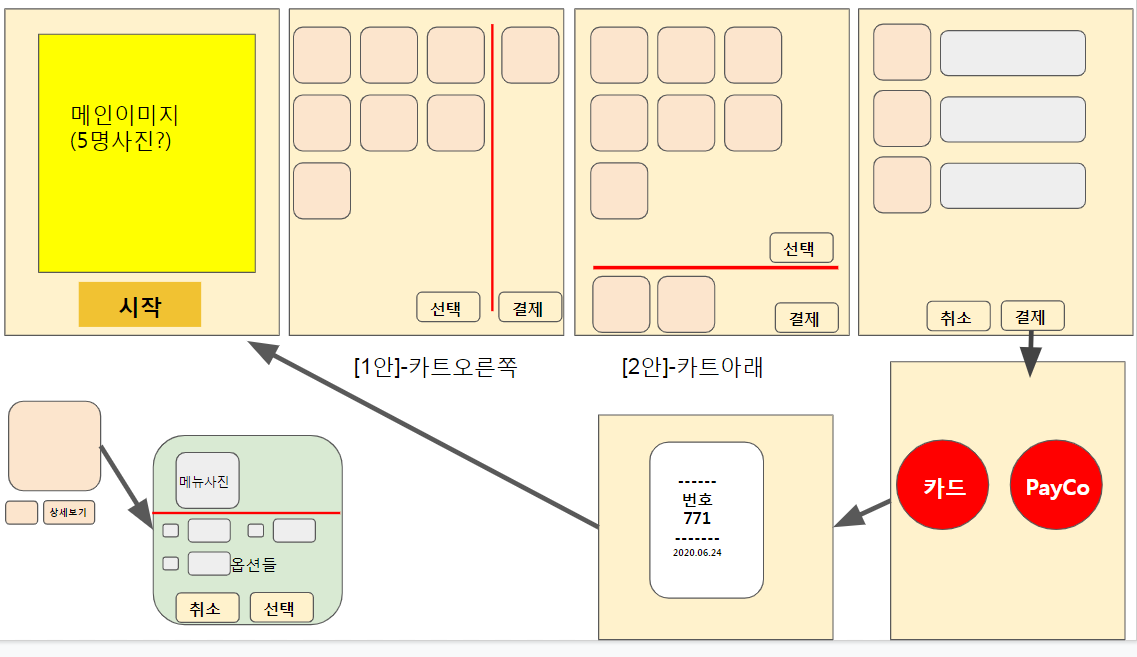 메인이미지
(5명사진?)
시작
선택
결제
선택
결제
취소
결제
[1안]-카트오른쪽
[2안]-카트아래
상세보기
메뉴사진
옵션들
취소
선택
------
번호
771
-------
2020.06.24
카드
PayCo